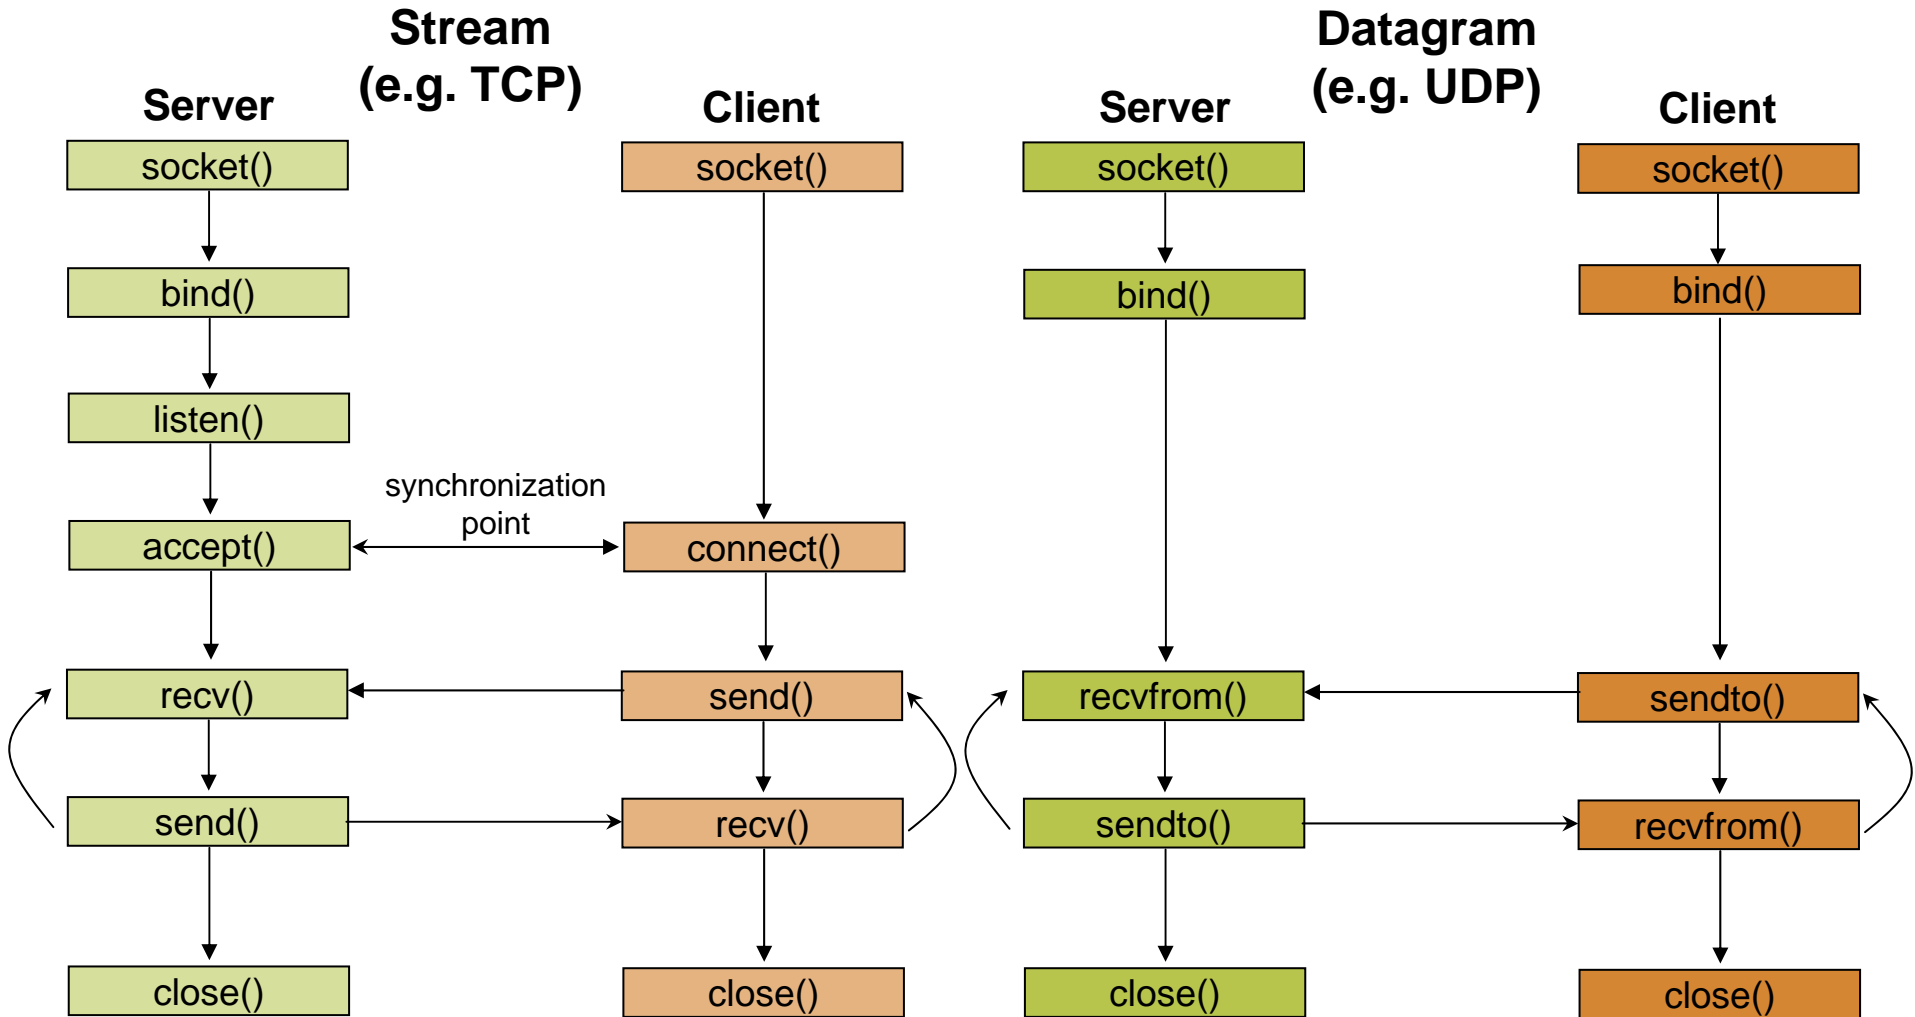 Stream
(e.g. TCP)
Server
Client
socket()
bind()
listen()
accept()
recv()
send()
close()
synchronization
point
socket()
connect()
send()
recv()
close()
Datagram
(e.g. UDP)
Server
Client
socket()
bind()
recvfrom()
sendto()
close()
socket()
bind()
sendto()
recvfrom()
close()